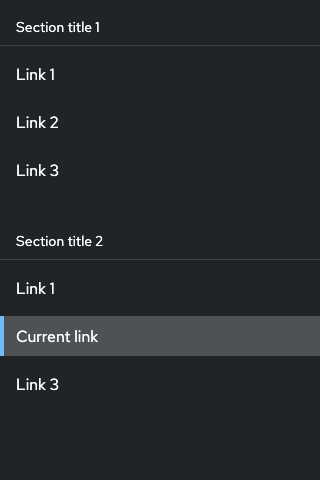 Section title 1
Link 1
Link 2
Link 3
Section title 2
Link 1
Current link
Link 3